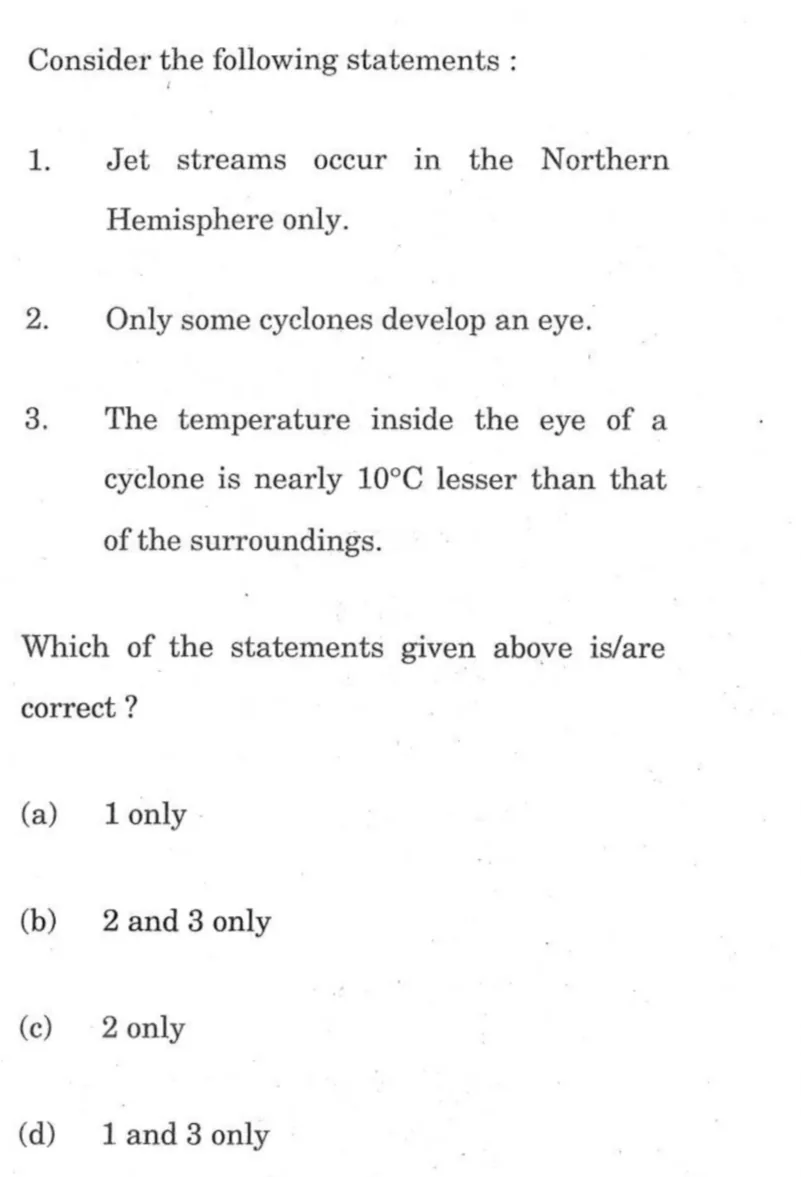 Consider the following statements :
1. Jet streams occur in the Northern
Hemisphere only.
2. Only some cyclones develop an eye.
3. The temperature inside the eye of a
cyclone is nearly 10°C lesser than that
of the surroundings.
Which of the statements given above is/are
correct ?
(a) 1 only
(b) 2 and 3 only
(c) 2 only
(d) 1 and 3 only